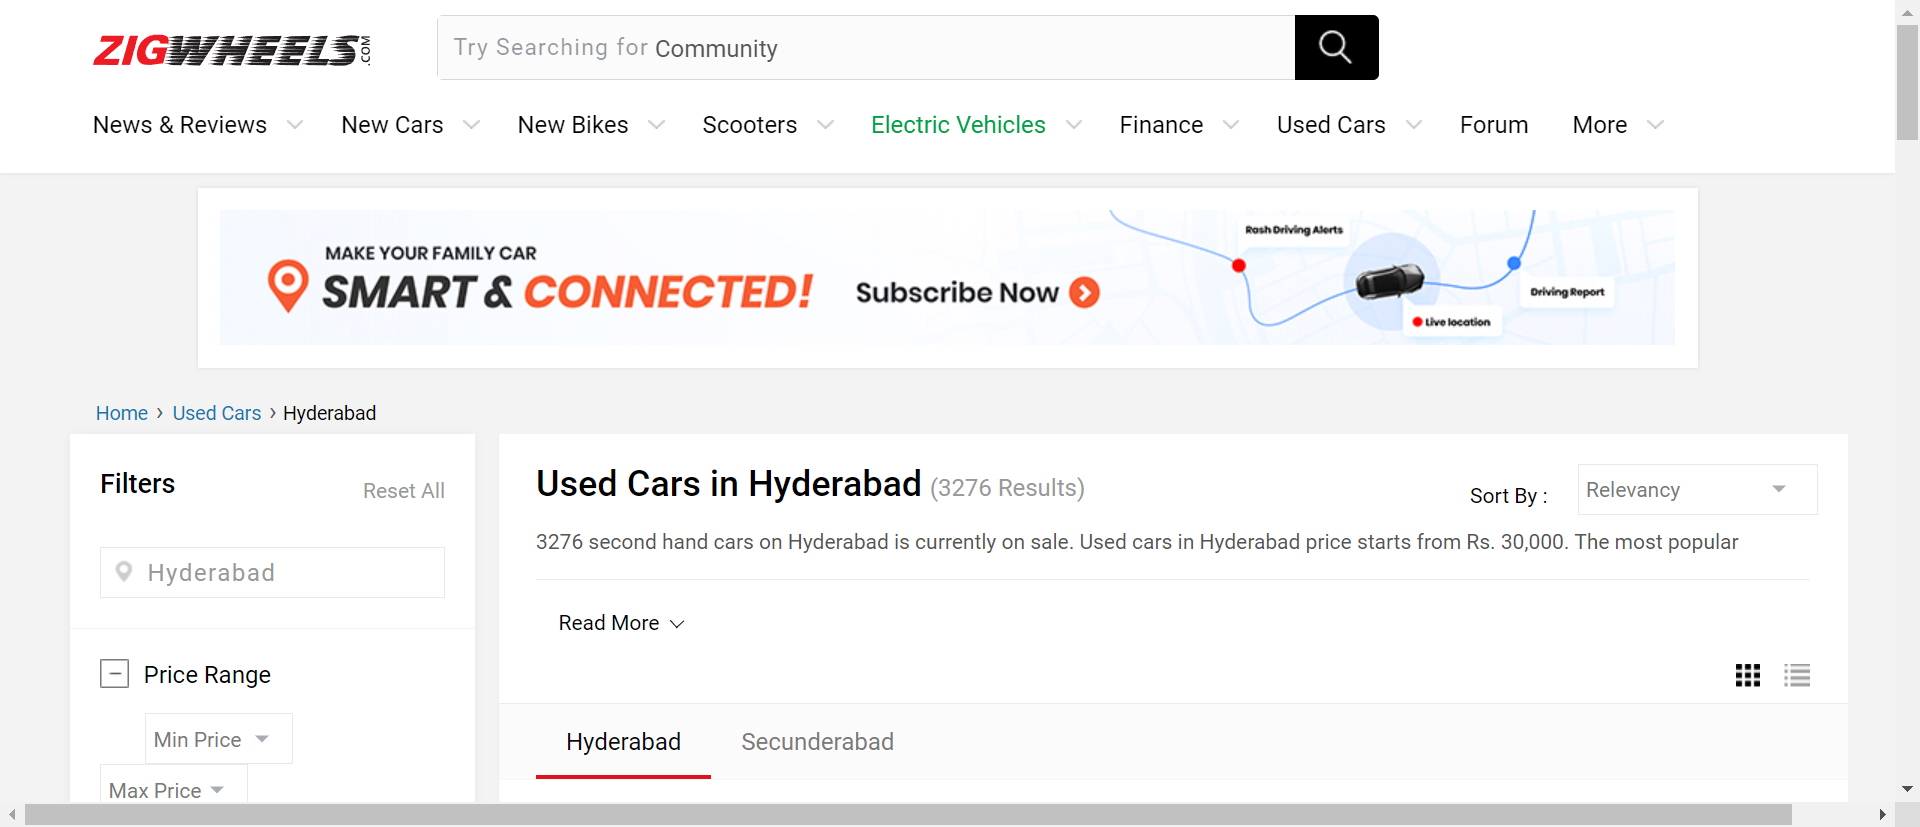 ZIGWHEELS.COM
Try Searching for Community
News & Reviews
New Cars
New Bikes
Scooters
Electric Vehicles
Finance
Used Cars
Forum
More
MAKE YOUR FAMILY CAR
SMART & CONNECTED!
Subscribe Now
Rash Driving Alerts
Driving Report
Live location
Home › Used Cars › Hyderabad
Filters
Reset All
Hyderabad
Price Range
Min Price
Max Price
Used Cars in Hyderabad (3276 Results)
Sort By :
Relevancy
3276 second hand cars on Hyderabad is currently on sale. Used cars in Hyderabad price starts from Rs. 30,000. The most popular
Read More
Hyderabad
Secunderabad